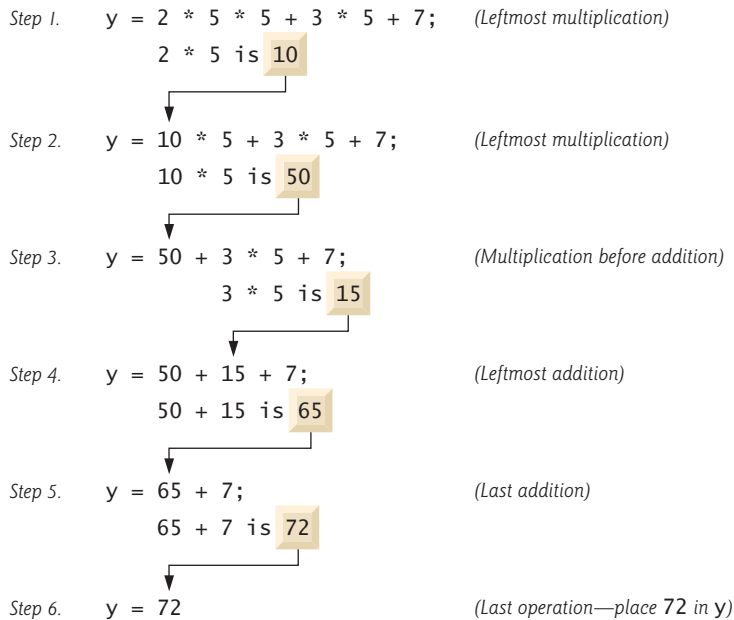 Step 1. y = 2 * 5 * 5 + 3 * 5 + 7; (Leftmost multiplication)
2 * 5 is 10
Step 2. y = 10 * 5 + 3 * 5 + 7; (Leftmost multiplication)
10 * 5 is 50
Step 3. y = 50 + 3 * 5 + 7; (Multiplication before addition)
3 * 5 is 15
Step 4. y = 50 + 15 + 7; (Leftmost addition)
50 + 15 is 65
Step 5. y = 65 + 7; (Last addition)
65 + 7 is 72
Step 6. y = 72 (Last operation—place 72 in y)